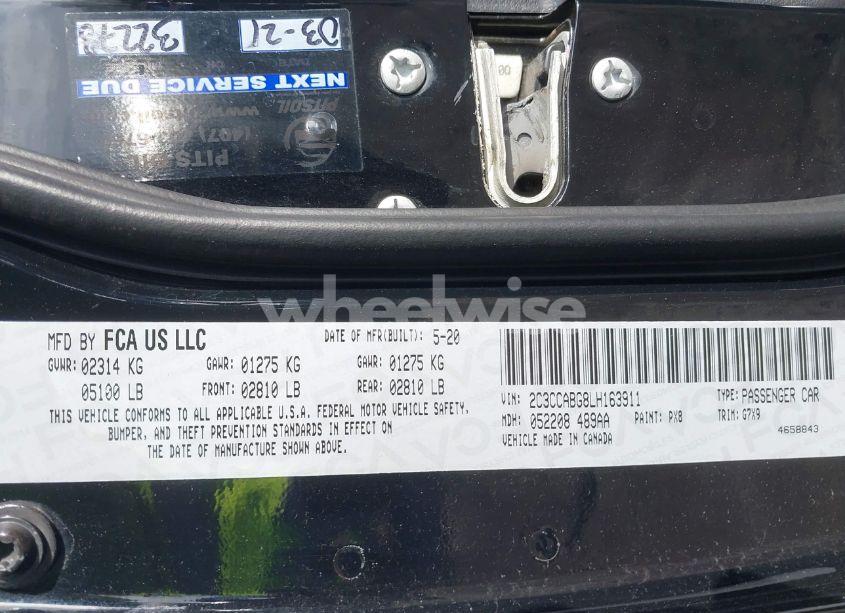 03-21 32278
NEXT SERVICE DUE
PITSOIL
wheelwise
MFD BY FCA US LLC DATE OF MFR(BUILT): 5-20
GVWR: 02314 KG GAWR: 01275 KG GAWR: 01275 KG
05100 LB FRONT: 02810 LB REAR: 02810 LB
THIS VEHICLE CONFORMS TO ALL APPLICABLE U.S.A. FEDERAL MOTOR VEHICLE SAFETY,
BUMPER, AND THEFT PREVENTION STANDARDS IN EFFECT ON
THE DATE OF MANUFACTURE SHOWN ABOVE.
VIN: 2C3CCABG8LH163911 TYPE: PASSENGER CAR
MDH: 052208 489AA PAINT: PX8 TRIM: G7X9
VEHICLE MADE IN CANADA 4658843